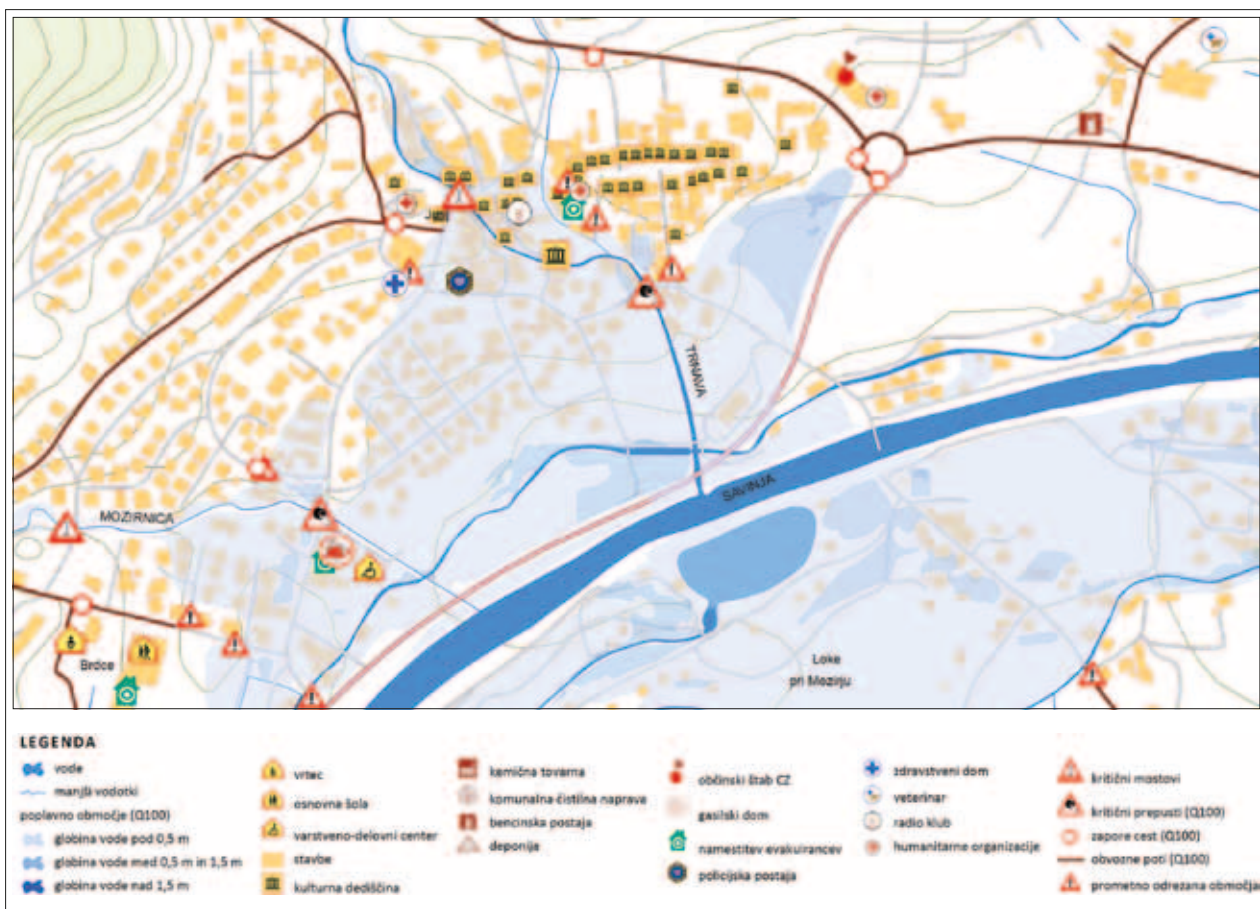 TRNAVA
SAVINJA
MOZIRNICA
Brdce
Loke
pri Mozirju
LEGENDA
vode
manjši vodotki
poplavno območje (Q100)
globina vode pod 0,5 m
globina vode med 0,5 m in 1,5 m
globina vode nad 1,5 m
vrtec
osnovna šola
varstveno-delovni center
stavbe
kulturna dediščina
kemična tovarna
komunalna-čistilna naprava
bencinska postaja
deponija
občinski štab CZ
gasilski dom
namestitev evakuirancev
policijska postaja
zdravstveni dom
veterinar
radio klub
humanitarne organizacije
kritični mostovi
kritični prepusti (Q100)
zapore cest (Q100)
obvozne poti (Q100)
prometno odrezana območja